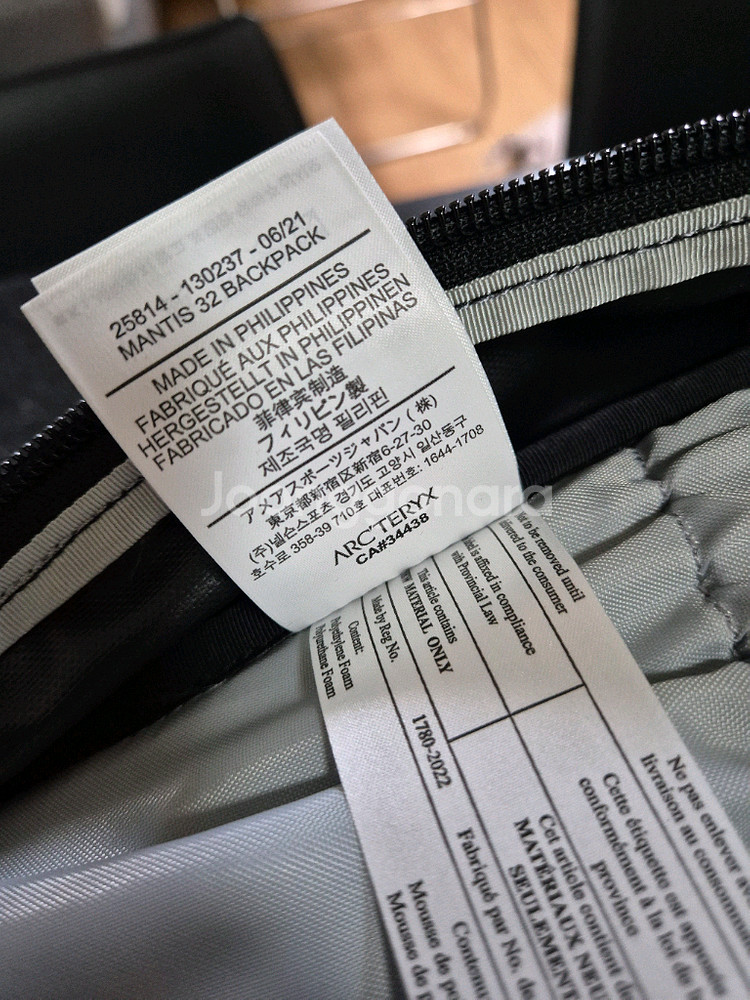 25814 - 130237 - 06/21
MANTIS 32 BACKPACK
MADE IN PHILIPPINES
FABRIQUÉ AUX PHILIPPINES
HERGESTELLT IN PHILIPPINEN
FABRICADO EN LAS FILIPINAS
菲律宾制造
フィリピン製
제조국명 필리핀
アメアスポーツジャパン (株)
東京都新宿区新宿6-27-30
(주)넬슨스포츠 경기도 고양시 일산동구
호수로 358-39 710호 대표번호: 1644-1708
ARC'TERYX
CA#34438
Joonggonara
Not to be removed until
delivered to the consumer
is affixed in compliance
with Provincial Law
This article contains
NEW MATERIAL ONLY
Made by Reg No.
1780-2022
Content:
Polyethylene Foam
Polyurethane Foam
Ne pas enlever
livraison au consomm
Cette étiquette est apposée
conformément à la loi de
province
Cet article contient
MATÉRIAUX NEU
SEULEMENT
Fabriqué par No. de
Contenu
Mousse de p
Mousse de p